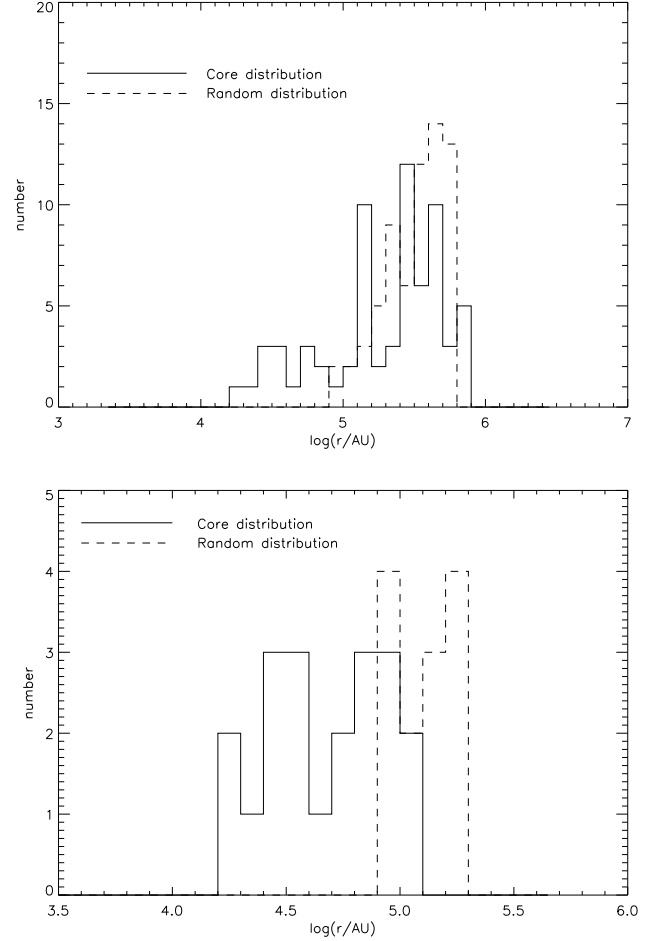 20
15
10
5
0
number
Core distribution
Random distribution
3 4 5 6 7
log(r/AU)
5
4
3
2
1
0
number
Core distribution
Random distribution
3.5 4.0 4.5 5.0 5.5 6.0
log(r/AU)